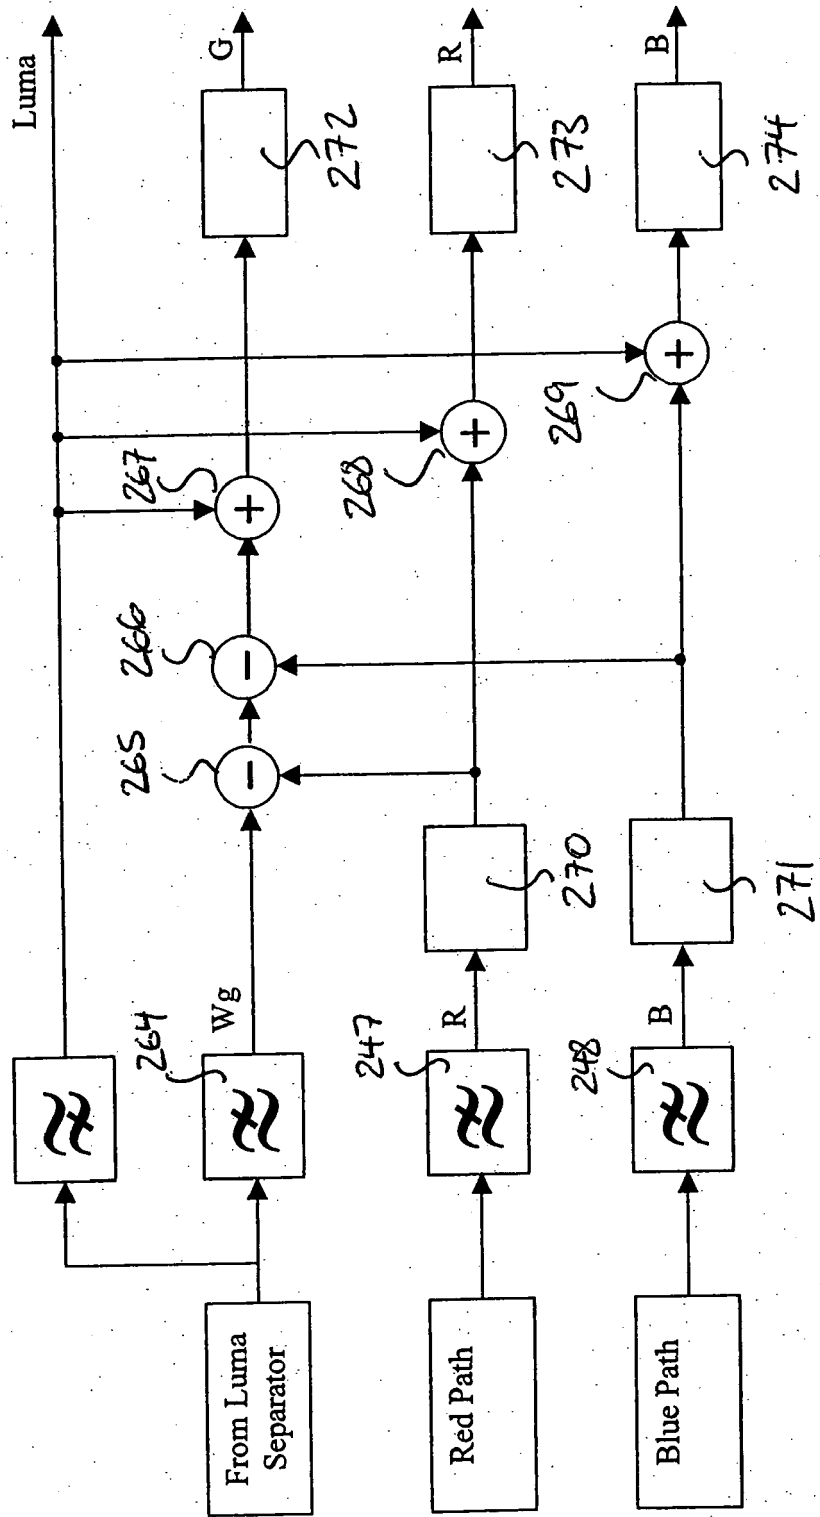 Luma
G
R
B
272
273
274
267
268
269
+
+
+
266
265
−
−
270
271
Wg
R
B
264
247
248
From Luma
Separator
Red Path
Blue Path